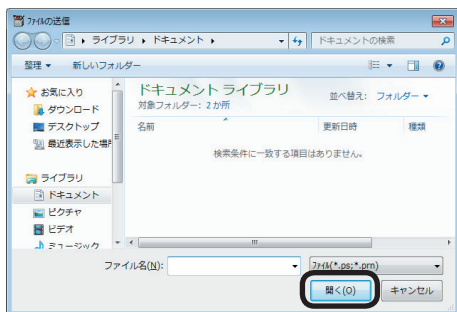 ﾌｧｲﾙの送信
ライブラリ ドキュメント
ドキュメントの検索
整理 新しいフォルダー
お気に入り
ダウンロード
デスクトップ
最近表示した場所
ライブラリ
ドキュメント
ピクチャ
ビデオ
ミュージック
ドキュメント ライブラリ
対象フォルダー: 2 か所
並べ替え: フォルダー
名前 更新日時 種類
検索条件に一致する項目はありません。
ファイル名(N):
ﾌｧｲﾙ(*.ps;*.prn)
開く(O) キャンセル